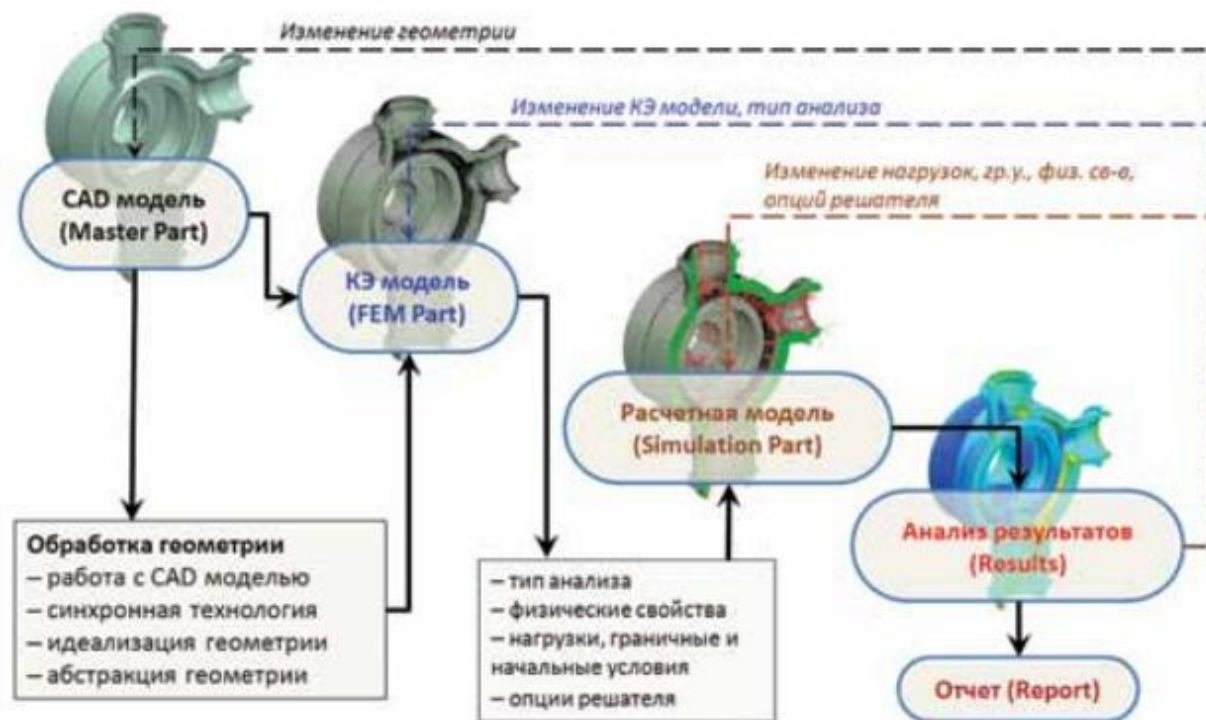 Изменение геометрии
Изменение КЭ модели, тип анализа
Изменение нагрузок, гр.у., физ. св-в,
опций решателя
CAD модель
(Master Part)
КЭ модель
(FEM Part)
Расчетная модель
(Simulation Part)
Анализ результатов
(Results)
Отчет (Report)
Обработка геометрии
– работа с CAD моделью
– синхронная технология
– идеализация геометрии
– абстракция геометрии
– тип анализа
– физические свойства
– нагрузки, граничные и
начальные условия
– опции решателя